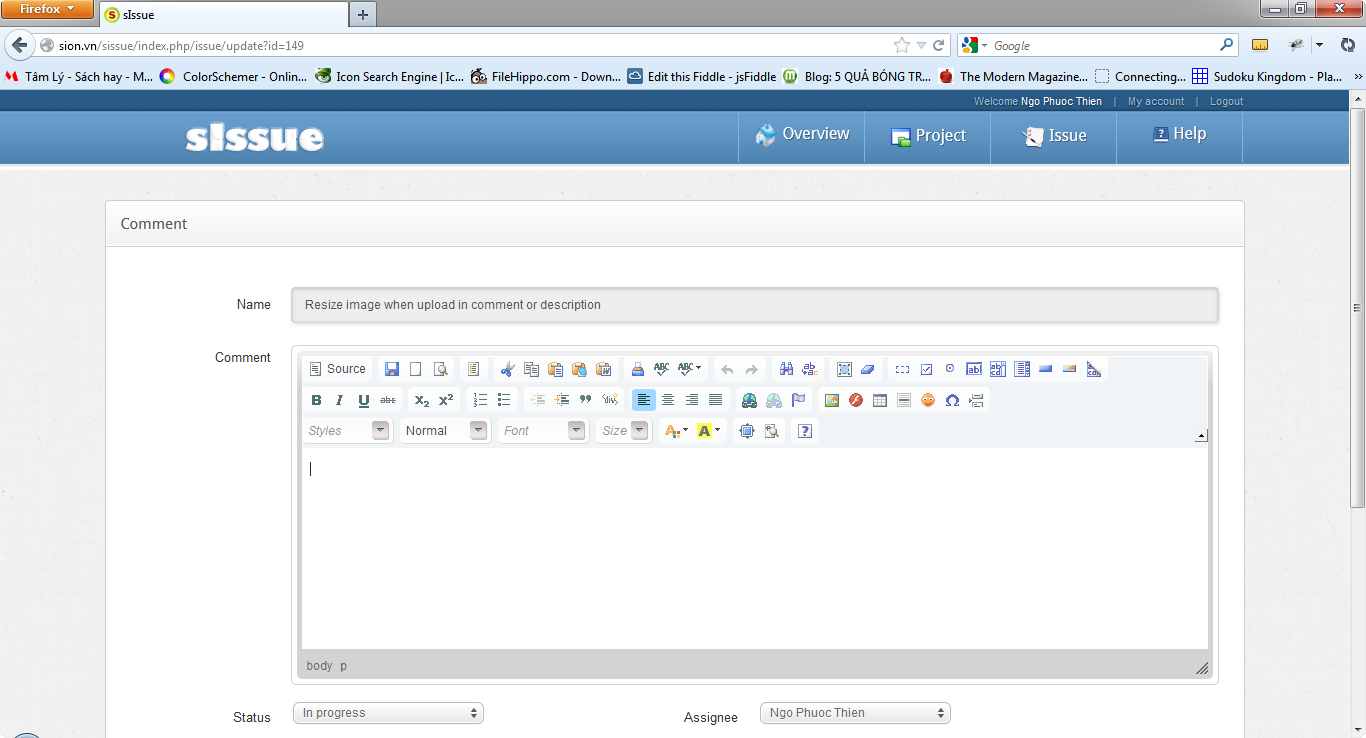 Firefox
sIssue
sion.vn/sissue/index.php/issue/update?id=149
Google
Tâm Lý - Sách hay - M...
ColorSchemer - Onlin...
Icon Search Engine | Ic...
FileHippo.com - Down...
Edit this Fiddle - jsFiddle
Blog: 5 QUẢ BÓNG TR...
The Modern Magazine...
Connecting...
Sudoku Kingdom - Pla...
Welcome Ngo Phuoc Thien | My account | Logout
sIssue
Overview
Project
Issue
Help
Comment
Name
Resize image when upload in comment or description
Comment
Source
Styles
Normal
Font
Size
body p
Status
In progress
Assignee
Ngo Phuoc Thien